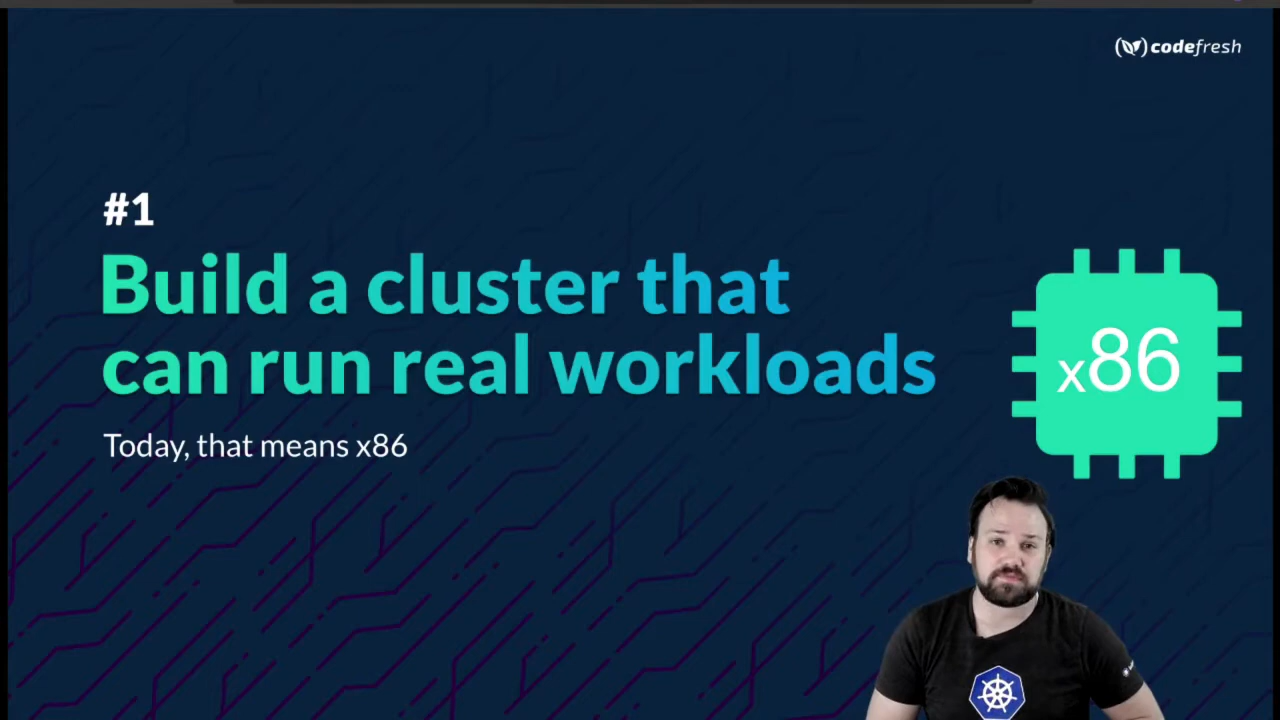 codefresh
#1
Build a cluster that
can run real workloads
Today, that means x86
x86